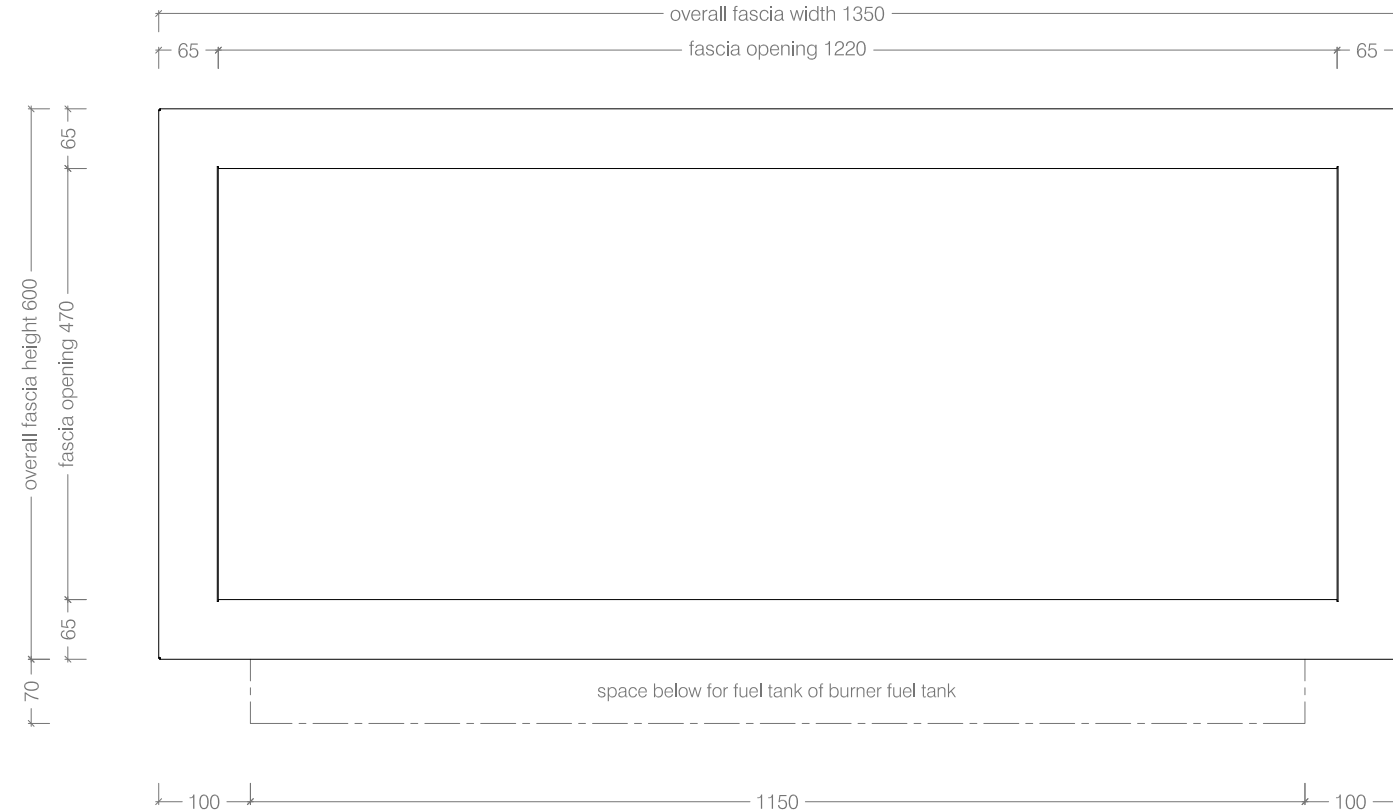 overall fascia width 1350
65
fascia opening 1220
65
overall fascia height 600
fascia opening 470
65
65
70
space below for fuel tank of burner fuel tank
100
1150
100